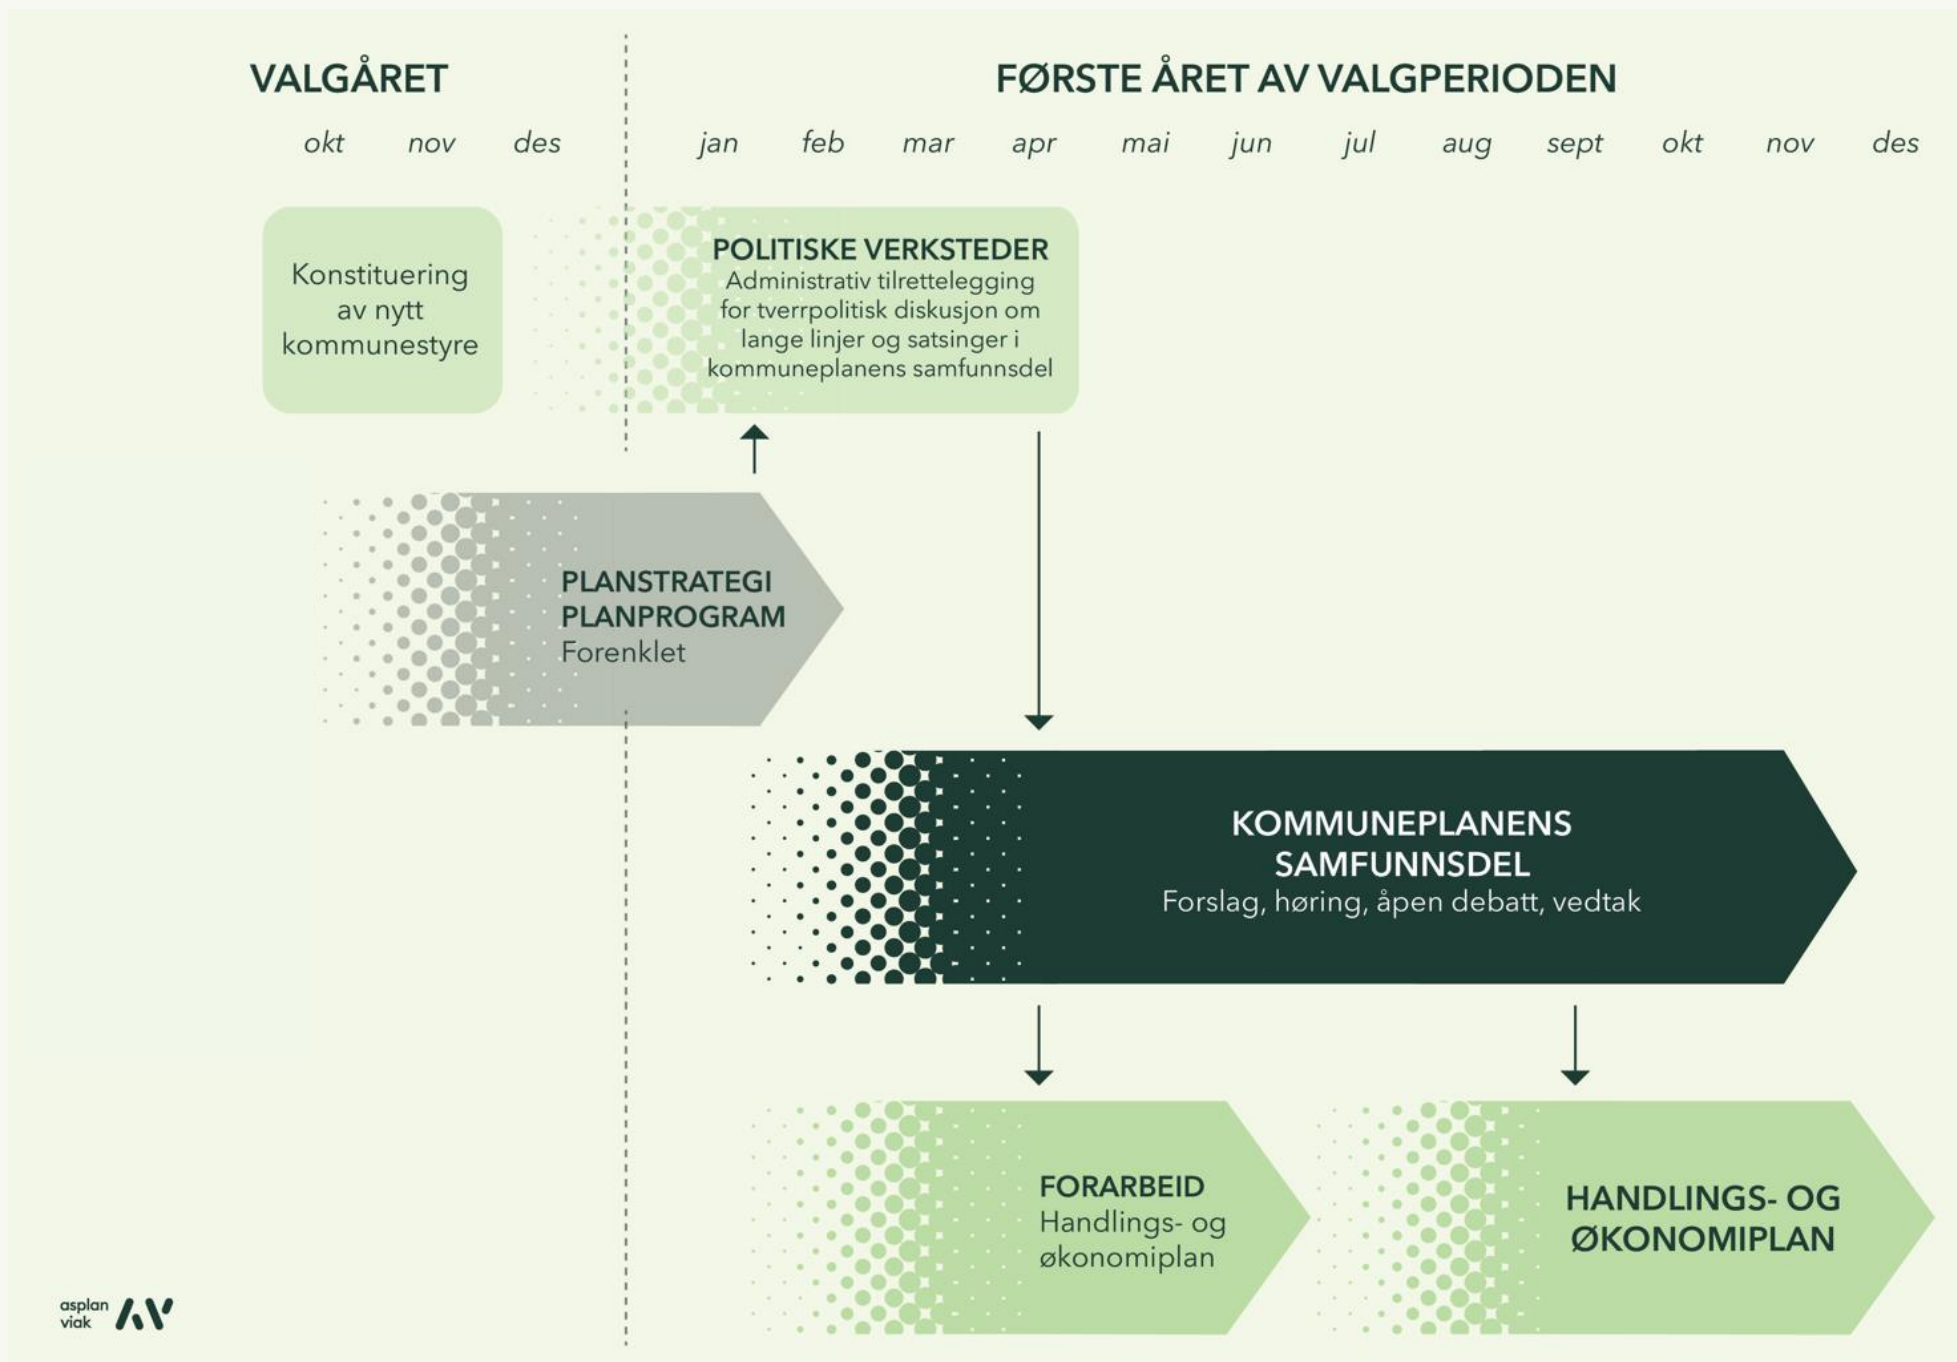 VALGÅRET
FØRSTE ÅRET AV VALGPERIODEN
okt nov des jan feb mar apr mai jun jul aug sept okt nov des
Konstituering
av nytt
kommunestyre
POLITISKE VERKSTEDER
Administrativ tilrettelegging
for tverrpolitisk diskusjon om
lange linjer og satsinger i
kommuneplanens samfunnsdel
PLANSTRATEGI
PLANPROGRAM
Forenklet
KOMMUNEPLANENS
SAMFUNNSDEL
Forslag, høring, åpen debatt, vedtak
FORARBEID
Handlings- og
økonomiplan
HANDLINGS- OG
ØKONOMIPLAN
asplan
viak